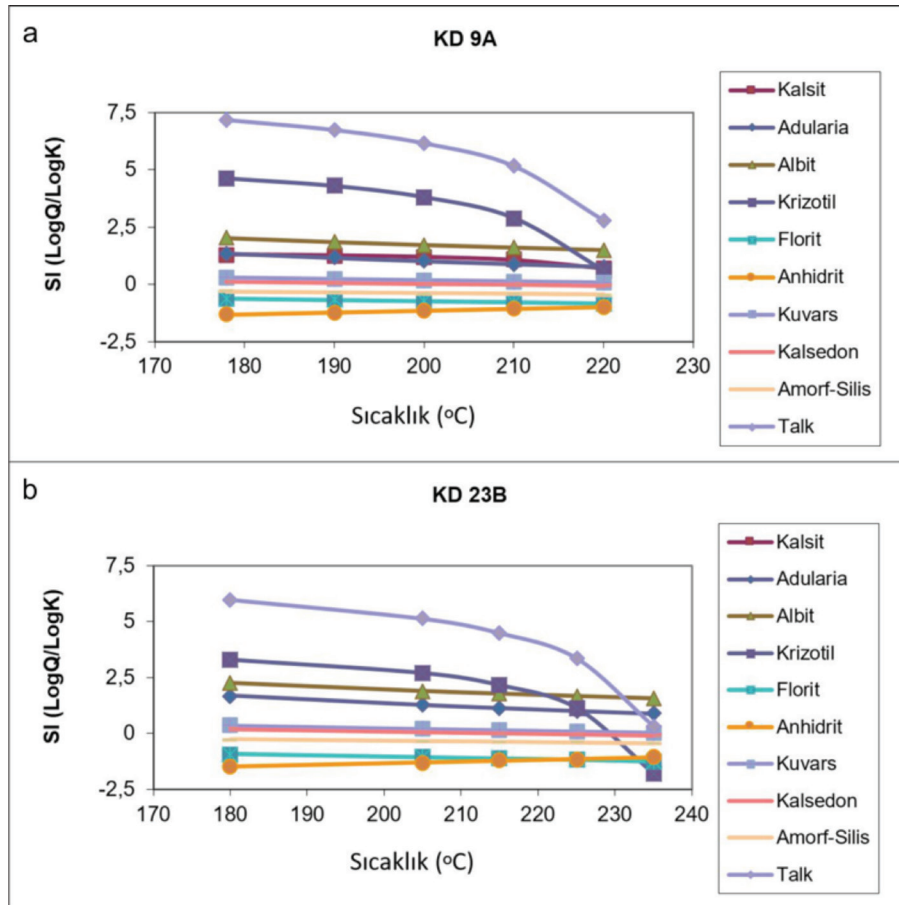 a
KD 9A
SI (LogQ/LogK)
7,5
5
2,5
0
-2,5
170
180
190
200
210
220
230
Sıcaklık (ºC)
Kalsit
Adularia
Albit
Krizotil
Florit
Anhidrit
Kuvars
Kalsedon
Amorf-Silis
Talk
b
KD 23B
SI (LogQ/LogK)
7,5
5
2,5
0
-2,5
170
180
190
200
210
220
230
240
Sıcaklık (ºC)
Kalsit
Adularia
Albit
Krizotil
Florit
Anhidrit
Kuvars
Kalsedon
Amorf-Silis
Talk